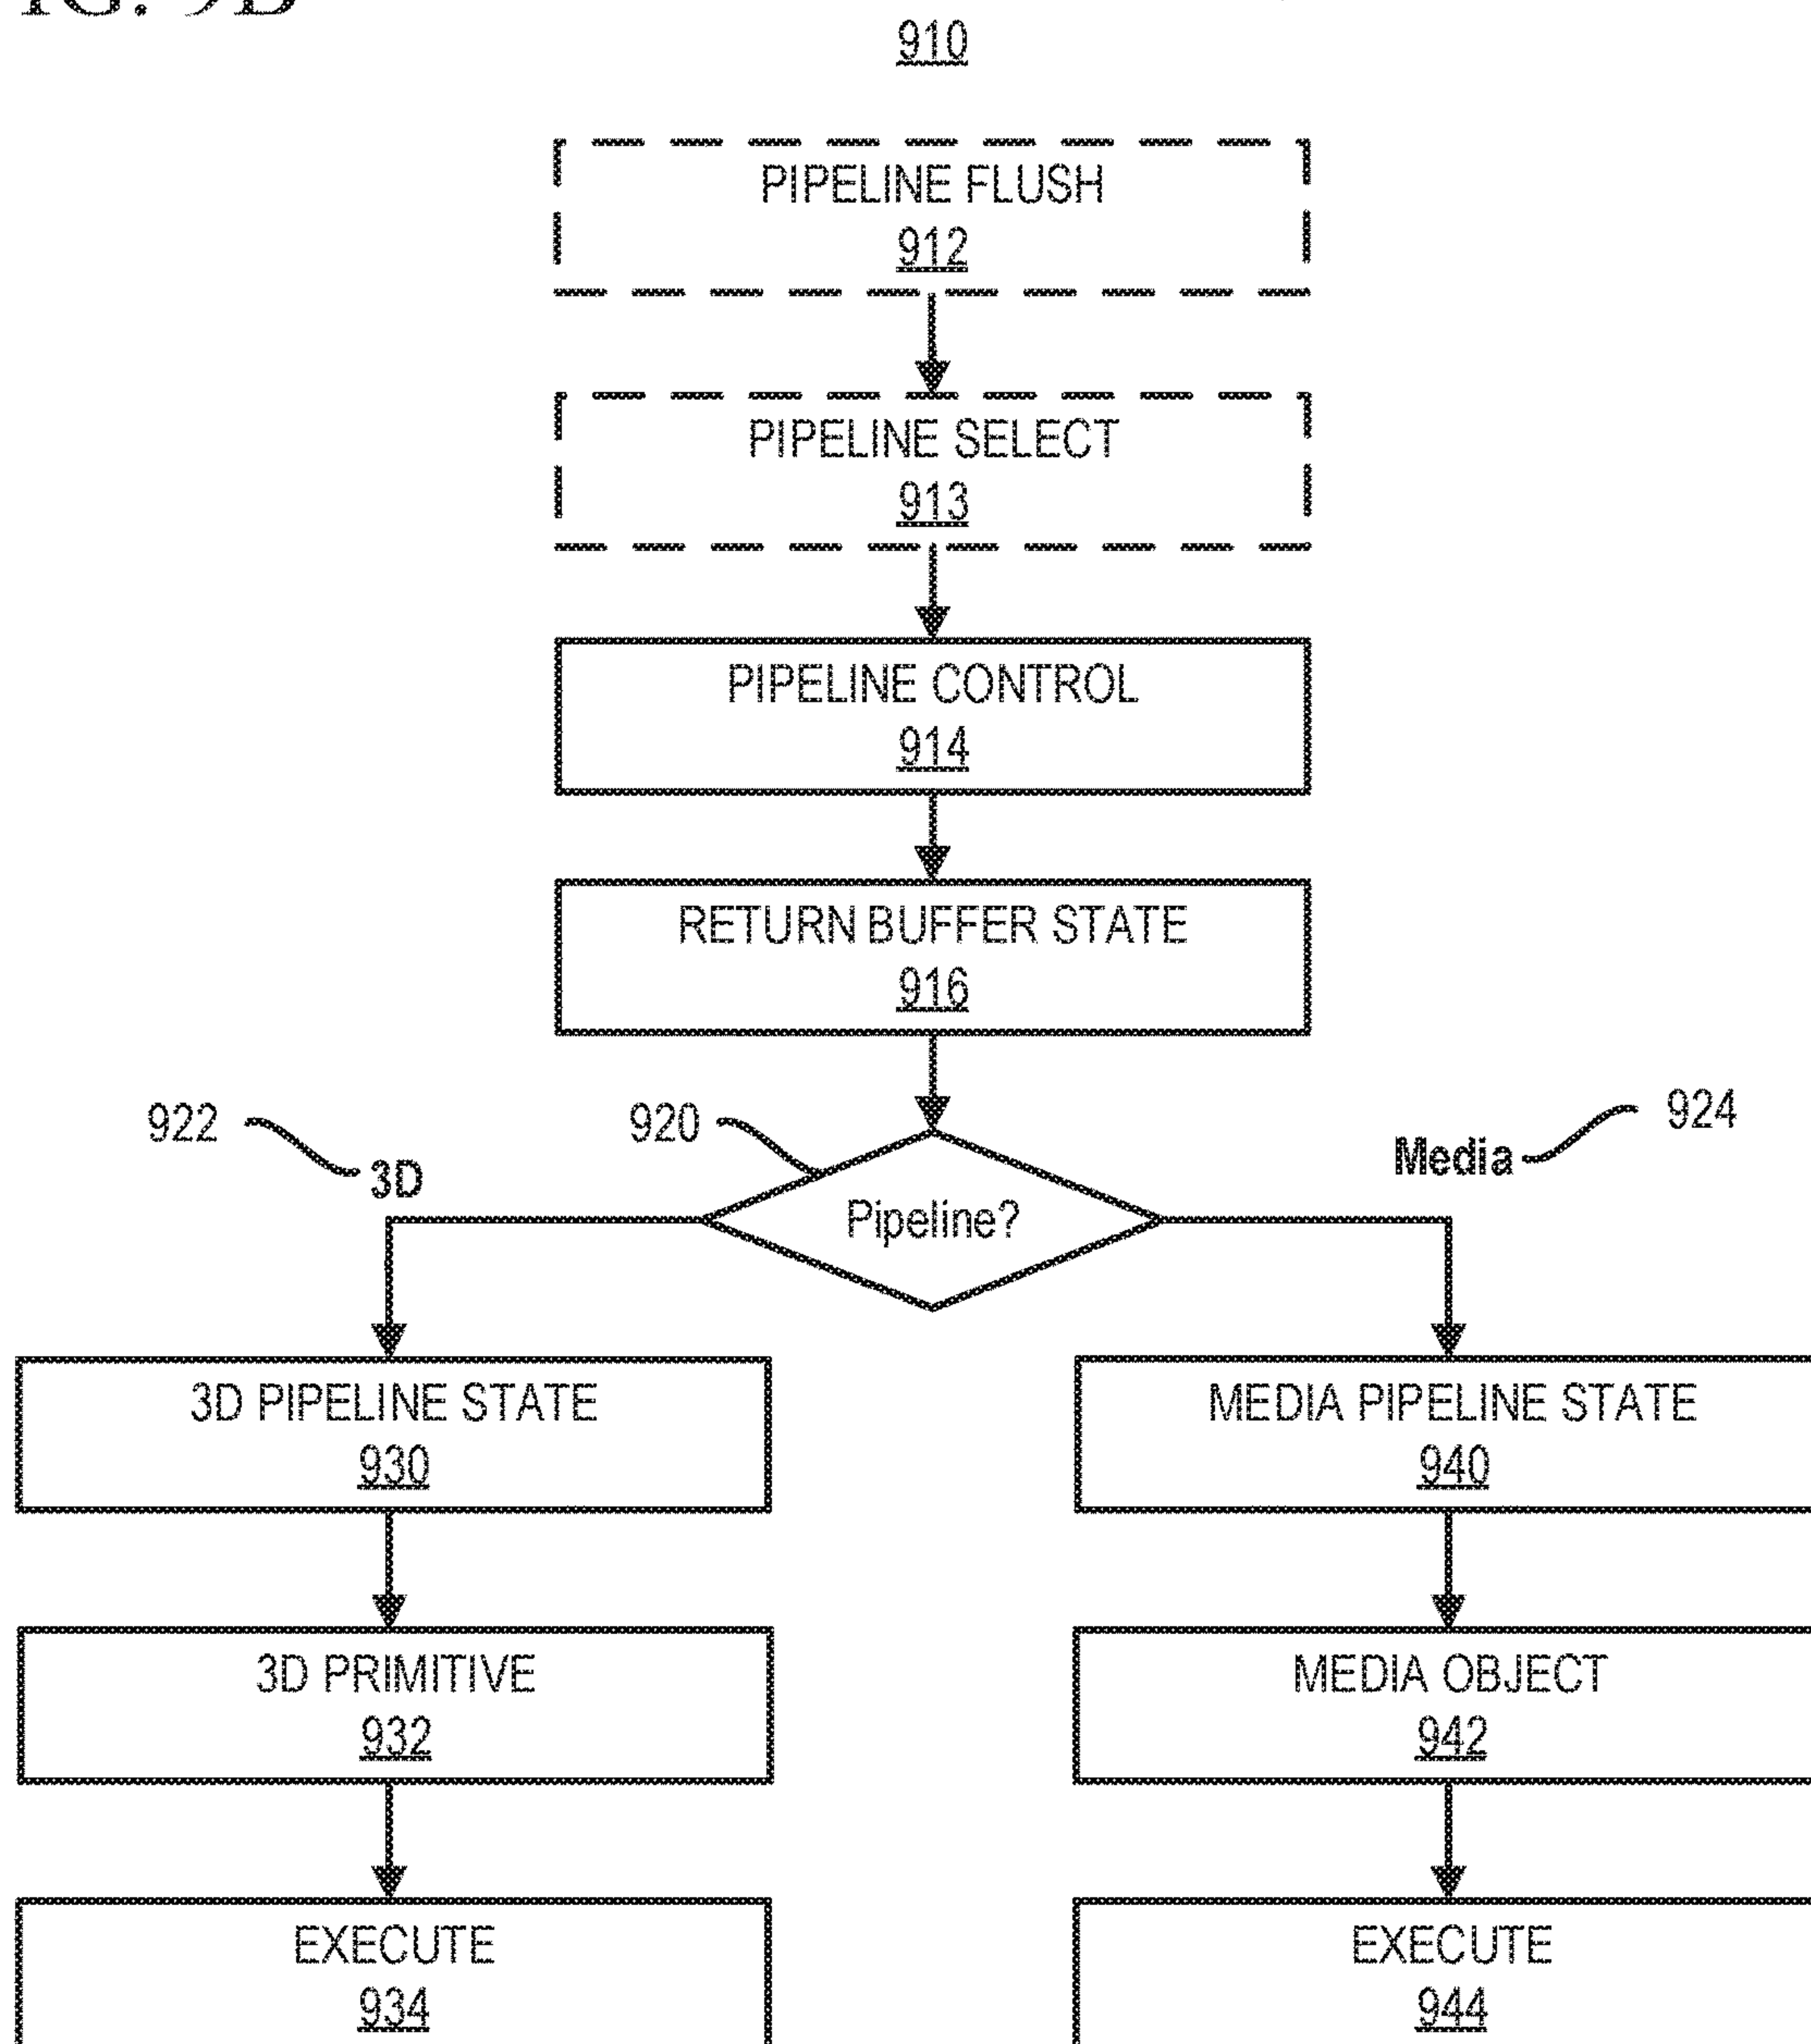 910
PIPELINE FLUSH
912
PIPELINE SELECT
913
PIPELINE CONTROL
914
RETURN BUFFER STATE
916
922
920
924
3D
Media
Pipeline?
3D PIPELINE STATE
930
MEDIA PIPELINE STATE
940
3D PRIMITIVE
932
MEDIA OBJECT
942
EXECUTE
934
EXECUTE
944